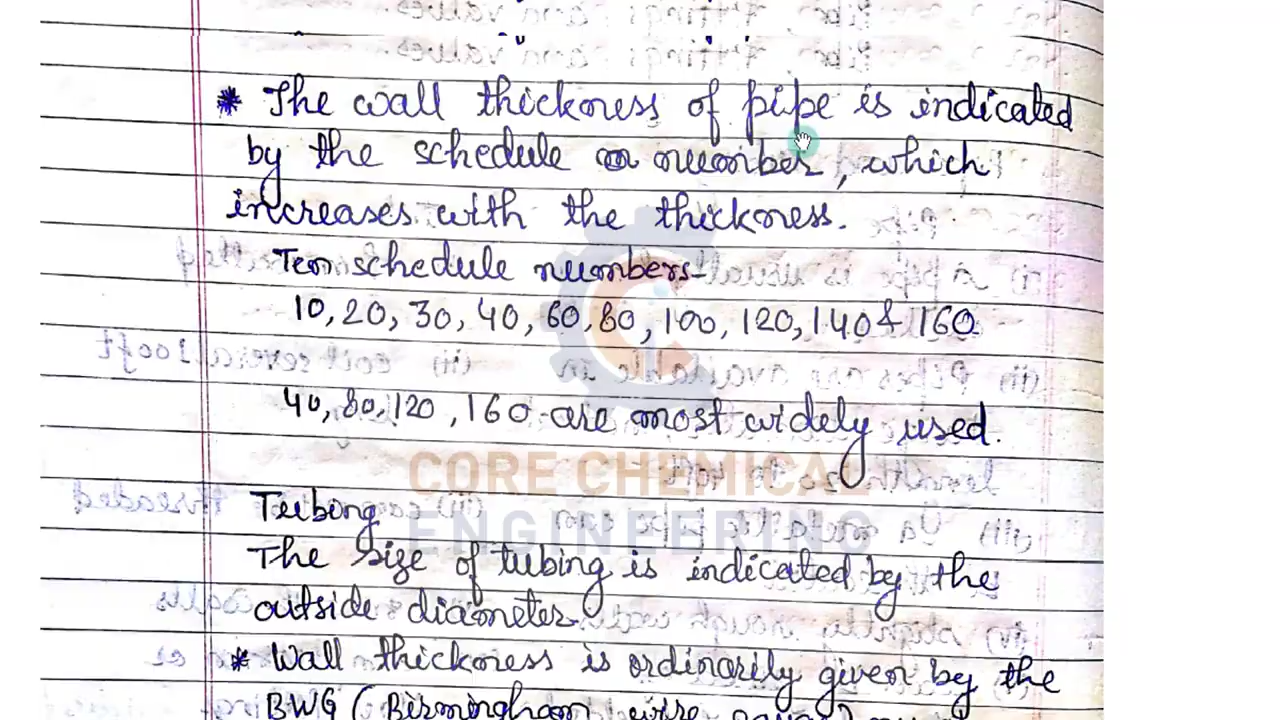 * The wall thickness of pipe is indicated
by the schedule number, which
increases with the thickness.
Ten schedule numbers-
10, 20, 30, 40, 60, 80, 100, 120, 140 & 160
40, 80, 120, 160 are most widely used.
CORE CHEMICAL
ENGINEERING
Tubing
The size of tubing is indicated by the
outside diameter
* Wall thickness is ordinarily given by the
BWG (Birmingham wire